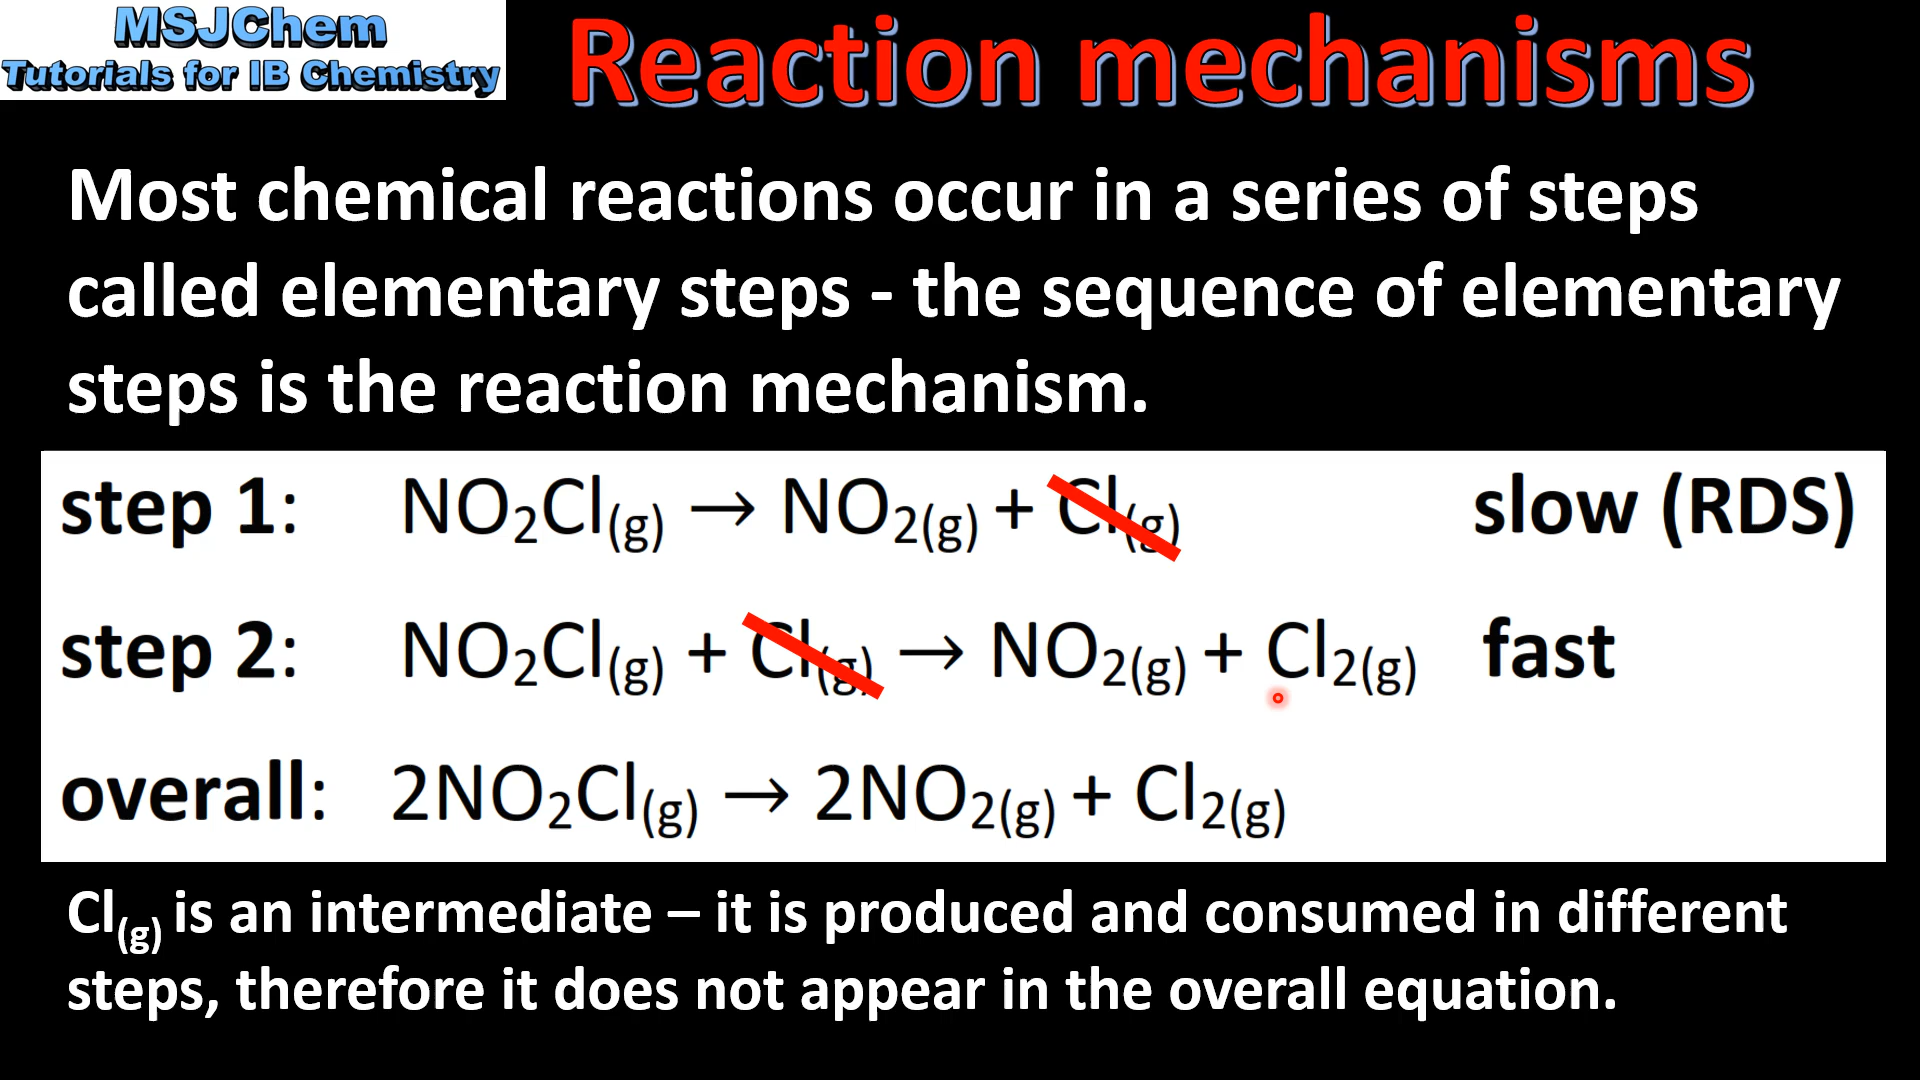 MSJChem
Tutorials for IB Chemistry
Reaction mechanisms
Most chemical reactions occur in a series of steps
called elementary steps - the sequence of elementary
steps is the reaction mechanism.
step 1: NO₂Cl(g) → NO₂(g) + Cl(g) slow (RDS)
step 2: NO₂Cl(g) + Cl(g) → NO₂(g) + Cl₂(g) fast
overall: 2NO₂Cl(g) → 2NO₂(g) + Cl₂(g)
Cl(g) is an intermediate – it is produced and consumed in different
steps, therefore it does not appear in the overall equation.